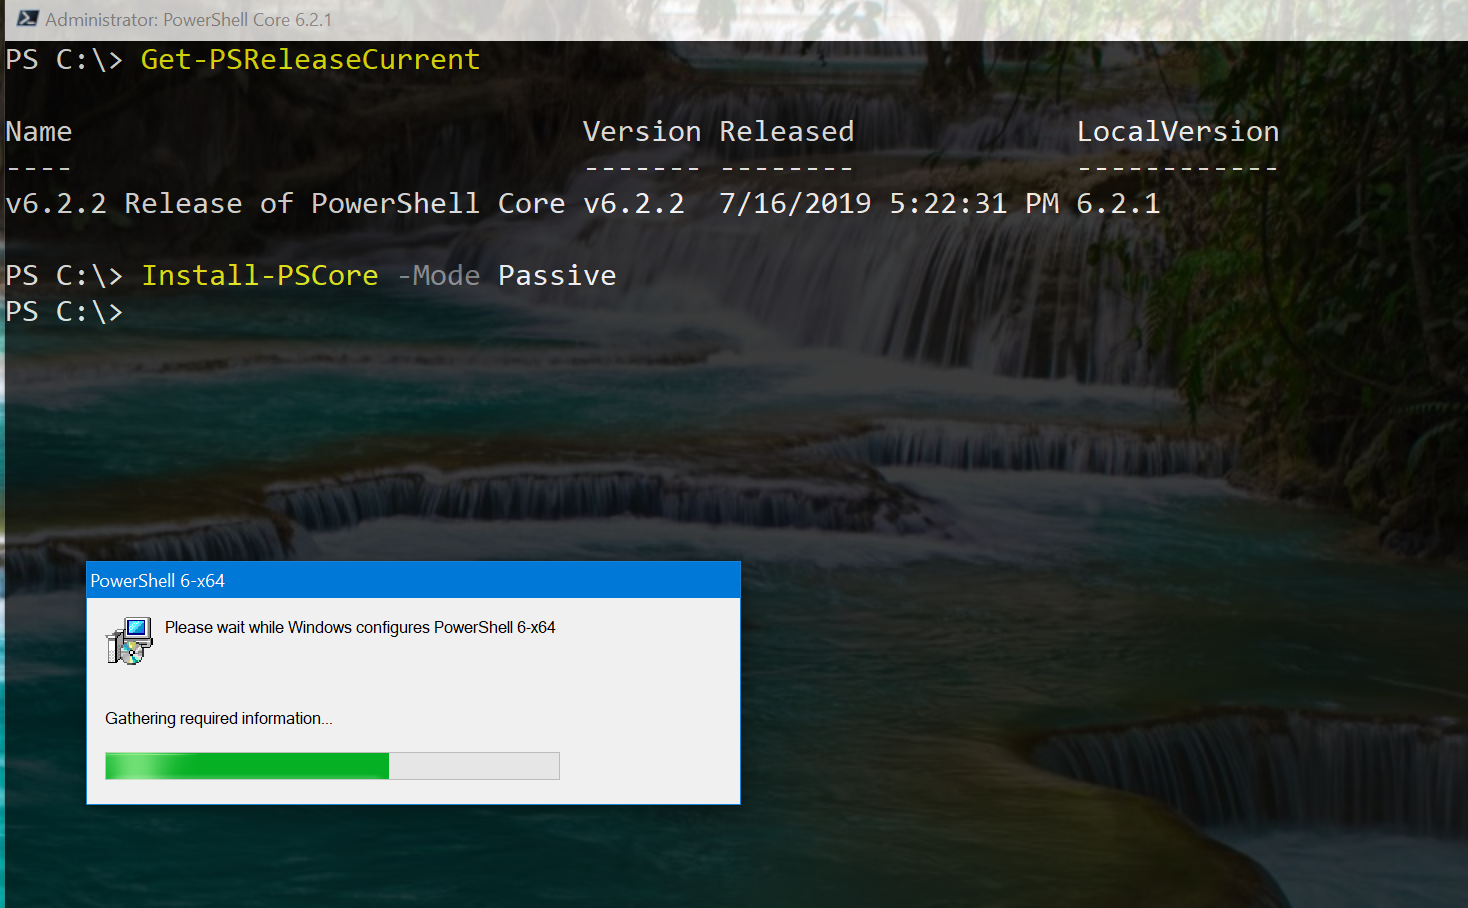 Administrator: PowerShell Core 6.2.1
PS C:\> Get-PSReleaseCurrent
Name Version Released LocalVersion
---- ------- -------- ------------
v6.2.2 Release of PowerShell Core v6.2.2 7/16/2019 5:22:31 PM 6.2.1
PS C:\> Install-PSCore -Mode Passive
PS C:\>
PowerShell 6-x64
Please wait while Windows configures PowerShell 6-x64
Gathering required information...